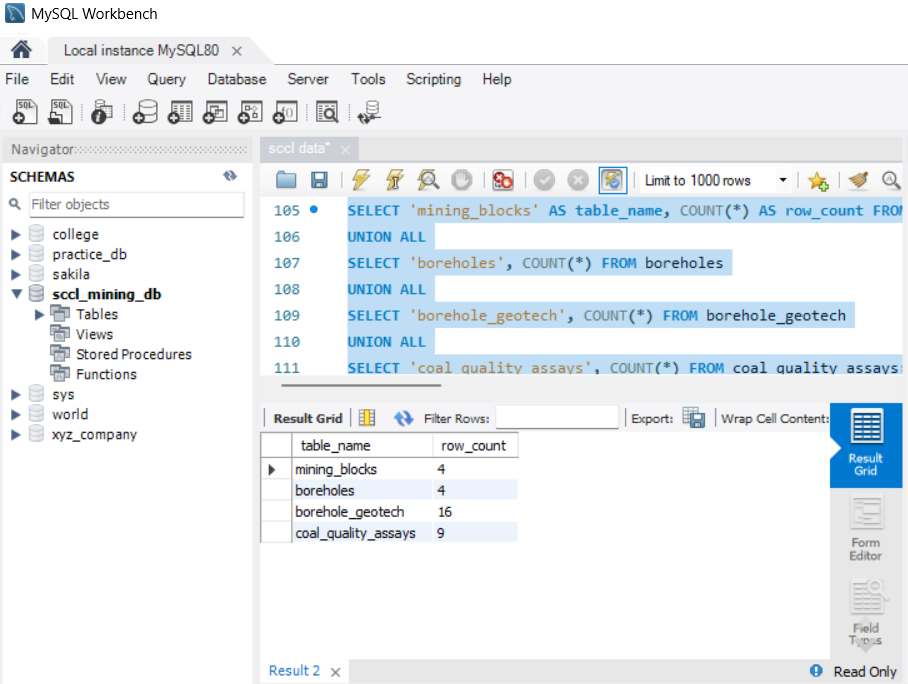 MySQL Workbench
Local instance MySQL80
File Edit View Query Database Server Tools Scripting Help
Navigator
SCHEMAS
Filter objects
college
practice_db
sakila
sccl_mining_db
Tables
Views
Stored Procedures
Functions
sys
world
xyz_company
sccl data*
Limit to 1000 rows
105 SELECT 'mining_blocks' AS table_name, COUNT(*) AS row_count FROM
106 UNION ALL
107 SELECT 'boreholes', COUNT(*) FROM boreholes
108 UNION ALL
109 SELECT 'borehole_geotech', COUNT(*) FROM borehole_geotech
110 UNION ALL
111 SELECT 'coal_quality_assays', COUNT(*) FROM coal_quality_assays
Result Grid Filter Rows: Export: Wrap Cell Content:
table_name row_count
mining_blocks 4
boreholes 4
borehole_geotech 16
coal_quality_assays 9
Result
Grid
Form
Editor
Field
Types
Result 2
Read Only